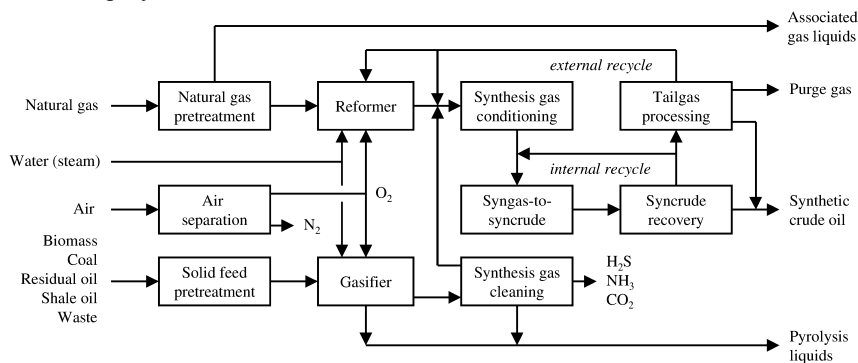 Associated
gas liquids
external recycle
Natural gas
Natural gas
pretreatment
Reformer
Synthesis gas
conditioning
Tailgas
processing
Purge gas
Water (steam)
internal recycle
Air
Air
separation
O₂
N₂
Syngas-to-
syncrude
Syncrude
recovery
Synthetic
crude oil
Biomass
Coal
Residual oil
Shale oil
Waste
Solid feed
pretreatment
Gasifier
Synthesis gas
cleaning
H₂S
NH₃
CO₂
Pyrolysis
liquids